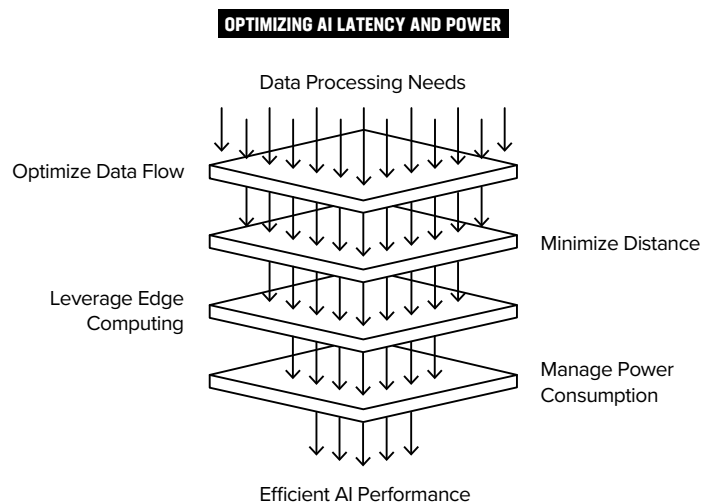 OPTIMIZING AI LATENCY AND POWER
Data Processing Needs
Optimize Data Flow
Minimize Distance
Leverage Edge
Computing
Manage Power
Consumption
Efficient AI Performance